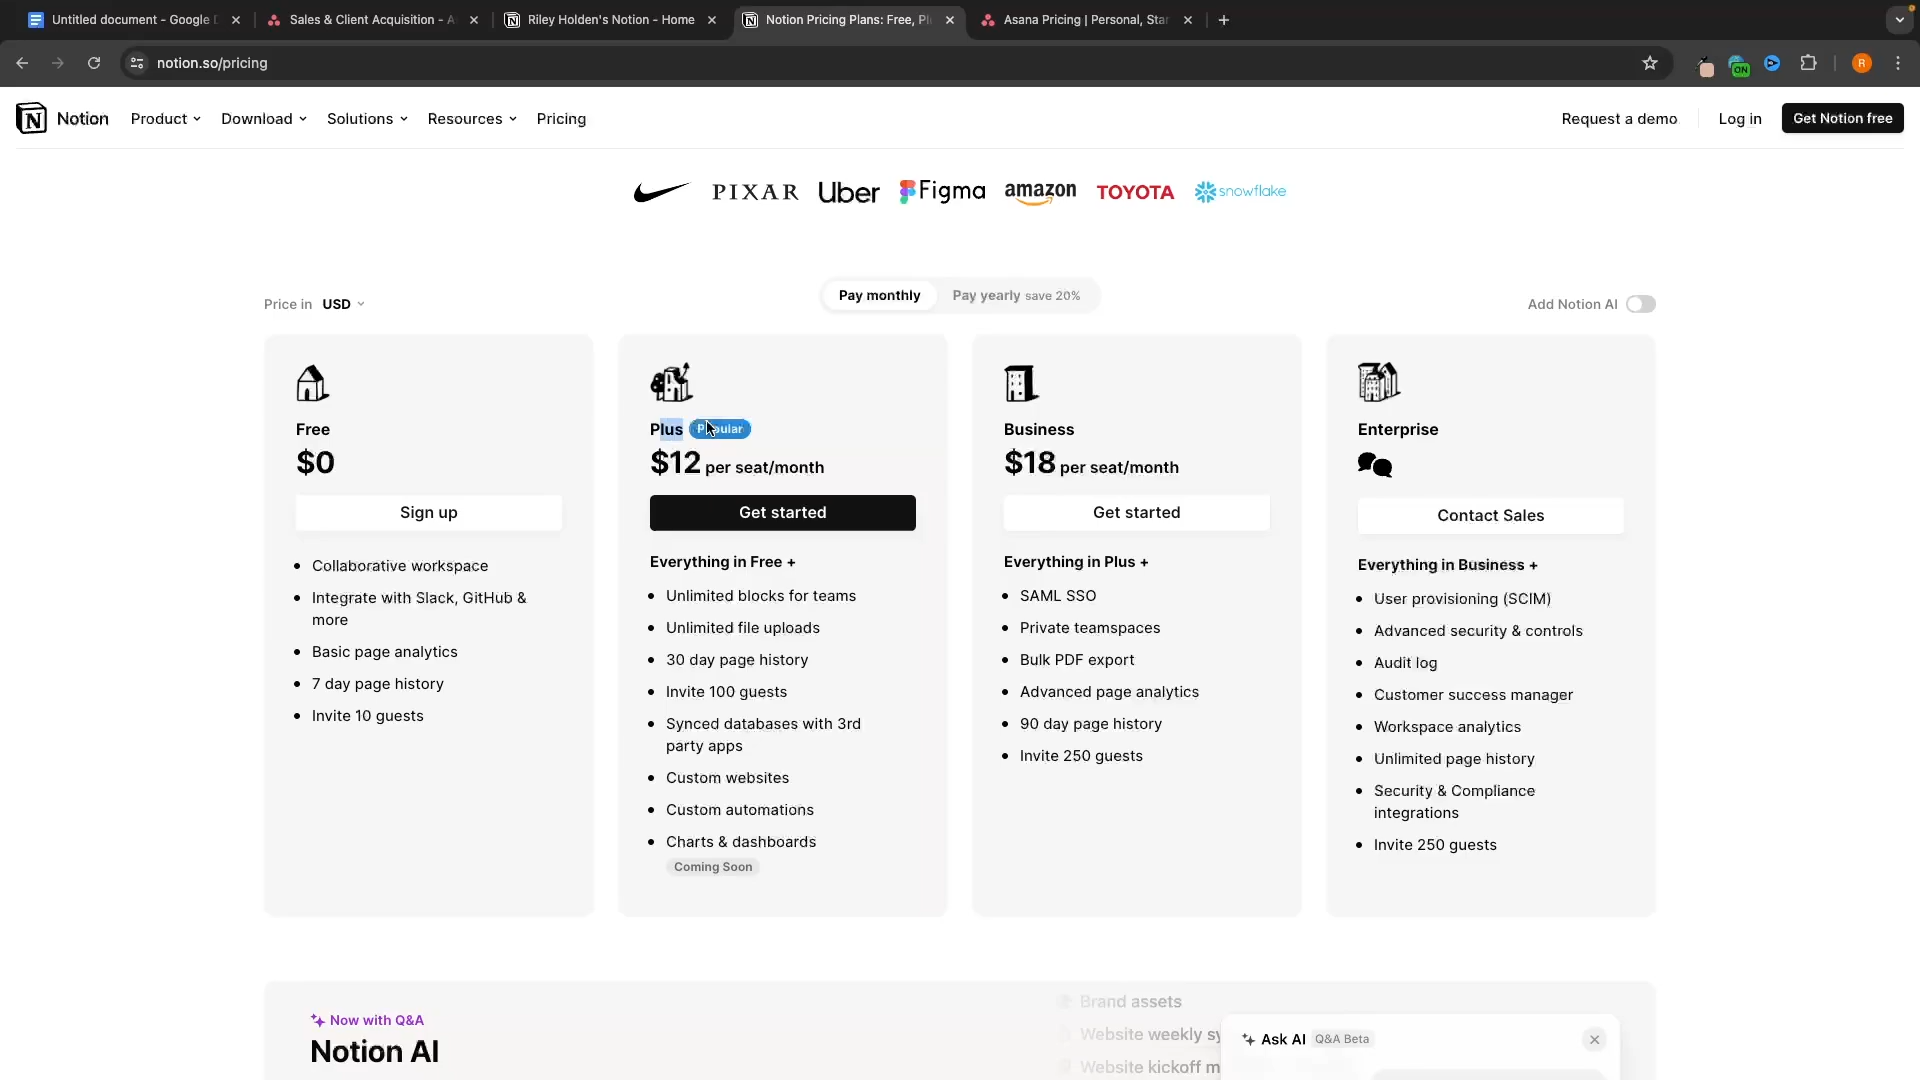 Untitled document - Google D
Sales & Client Acquisition - A
Riley Holden's Notion - Home
Notion Pricing Plans: Free, Pl
Asana Pricing | Personal, Star
notion.so/pricing
ON
R
Notion
Product
Download
Solutions
Resources
Pricing
Request a demo
Log in
Get Notion free
PIXAR
Uber
Figma
amazon
TOYOTA
snowflake
Price in USD
Pay monthly
Pay yearly save 20%
Add Notion AI
Free
$0
Sign up
Collaborative workspace
Integrate with Slack, GitHub &
more
Basic page analytics
7 day page history
Invite 10 guests
Plus Popular
$12 per seat/month
Get started
Everything in Free +
Unlimited blocks for teams
Unlimited file uploads
30 day page history
Invite 100 guests
Synced databases with 3rd
party apps
Custom websites
Custom automations
Charts & dashboards
Coming Soon
Business
$18 per seat/month
Get started
Everything in Plus +
SAML SSO
Private teamspaces
Bulk PDF export
Advanced page analytics
90 day page history
Invite 250 guests
Enterprise
Contact Sales
Everything in Business +
User provisioning (SCIM)
Advanced security & controls
Audit log
Customer success manager
Workspace analytics
Unlimited page history
Security & Compliance
integrations
Invite 250 guests
Now with Q&A
Notion AI
Brand assets
Website weekly sy
Website kickoff m
Ask AI Q&A Beta